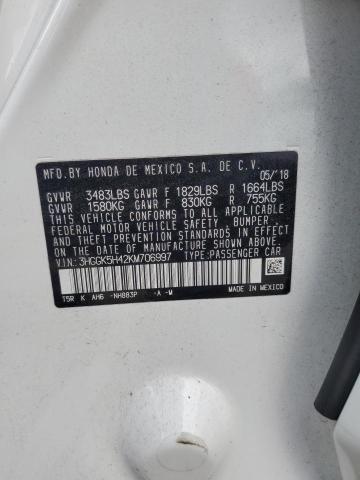 MFD.BY HONDA DE MEXICO S.A. DE C.V.
05/'18
GVWR 3483LBS GAWR F 1829LBS R 1664LBS
GVWR 1580KG GAWR F 830KG R 755KG
THIS VEHICLE CONFORMS TO ALL APPLICABLE
FEDERAL MOTOR VEHICLE SAFETY, BUMPER,
AND THEFT PREVENTION STANDARDS IN EFFECT
ON THE DATE OF MANUFACTURE SHOWN ABOVE.
VIN:3HGGK5H42KM706997 TYPE:PASSENGER CAR
T5R K AH6 -NH883P -A -M MADE IN MEXICO